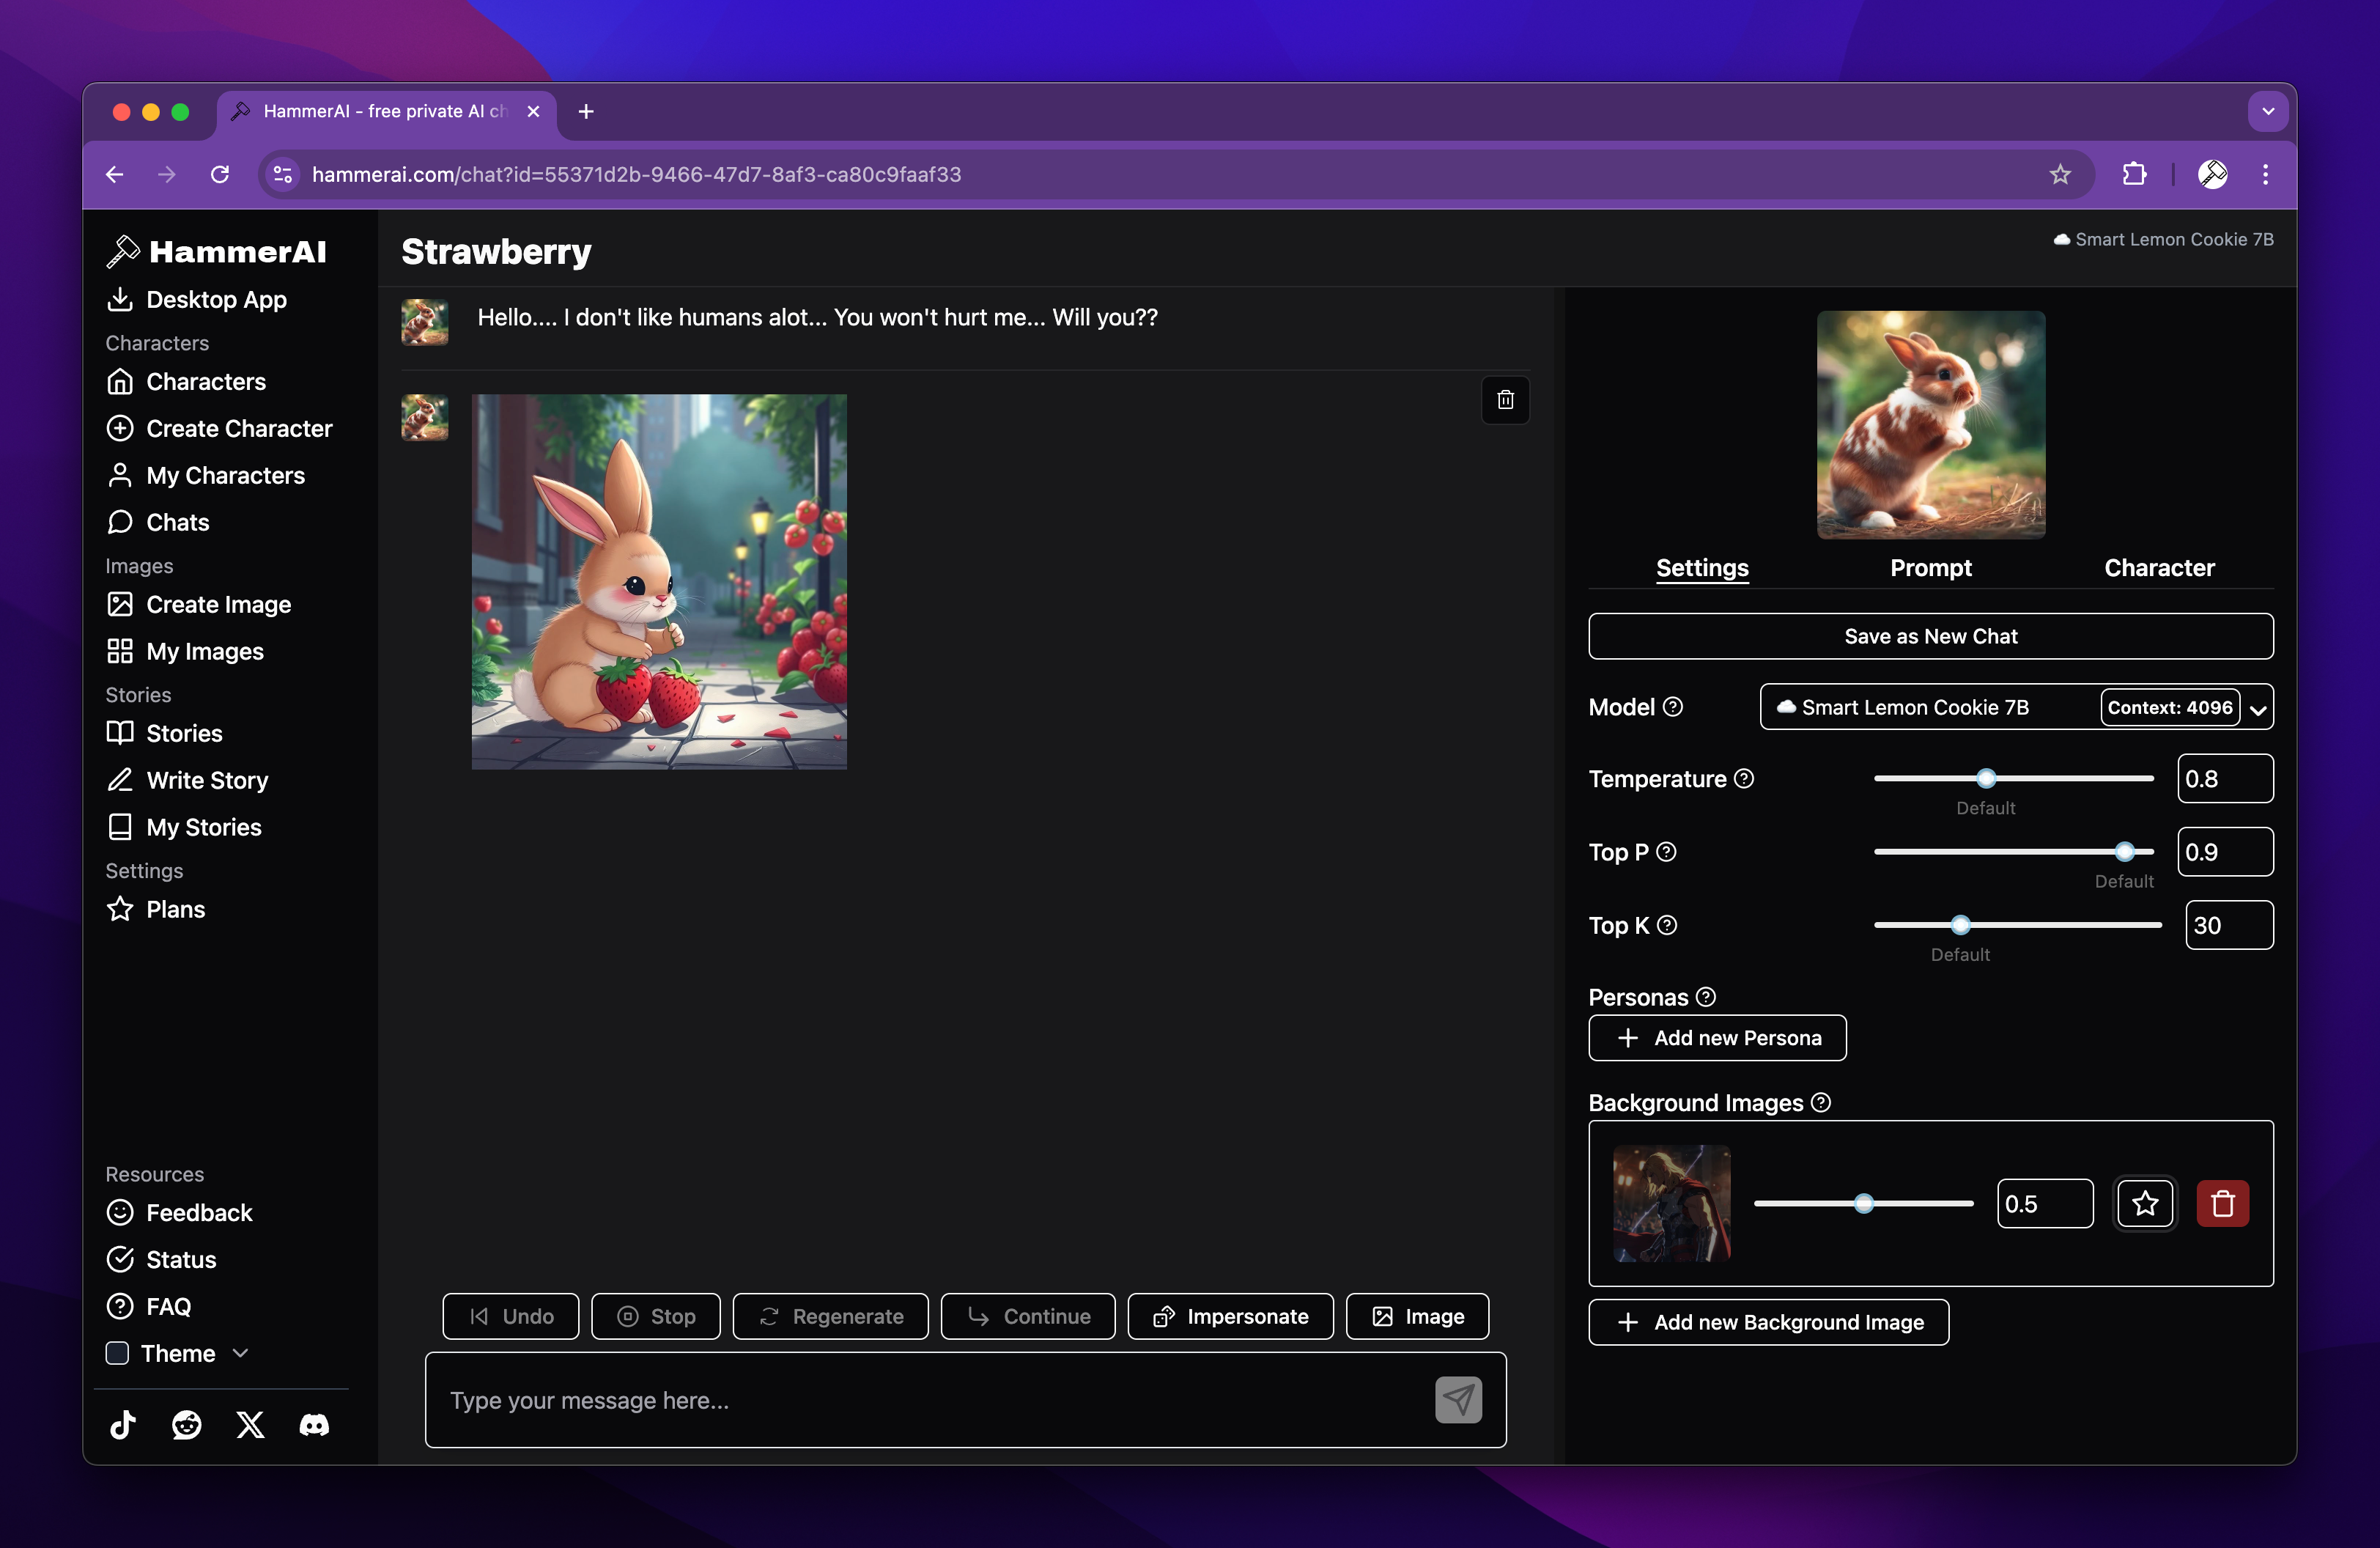 HammerAI - free private AI ch
hammerai.com/chat?id=55371d2b-9466-47d7-8af3-ca80c9faaf33
HammerAI
Desktop App
Characters
Characters
Create Character
My Characters
Chats
Images
Create Image
My Images
Stories
Stories
Write Story
My Stories
Settings
Plans
Resources
Feedback
Status
FAQ
Theme
Strawberry
Smart Lemon Cookie 7B
Hello.... I don't like humans alot... You won't hurt me... Will you??
Undo
Stop
Regenerate
Continue
Impersonate
Image
Type your message here...
Settings
Prompt
Character
Save as New Chat
Model
Smart Lemon Cookie 7B
Context: 4096
Temperature
0.8
Default
Top P
0.9
Default
Top K
30
Default
Personas
Add new Persona
Background Images
0.5
Add new Background Image